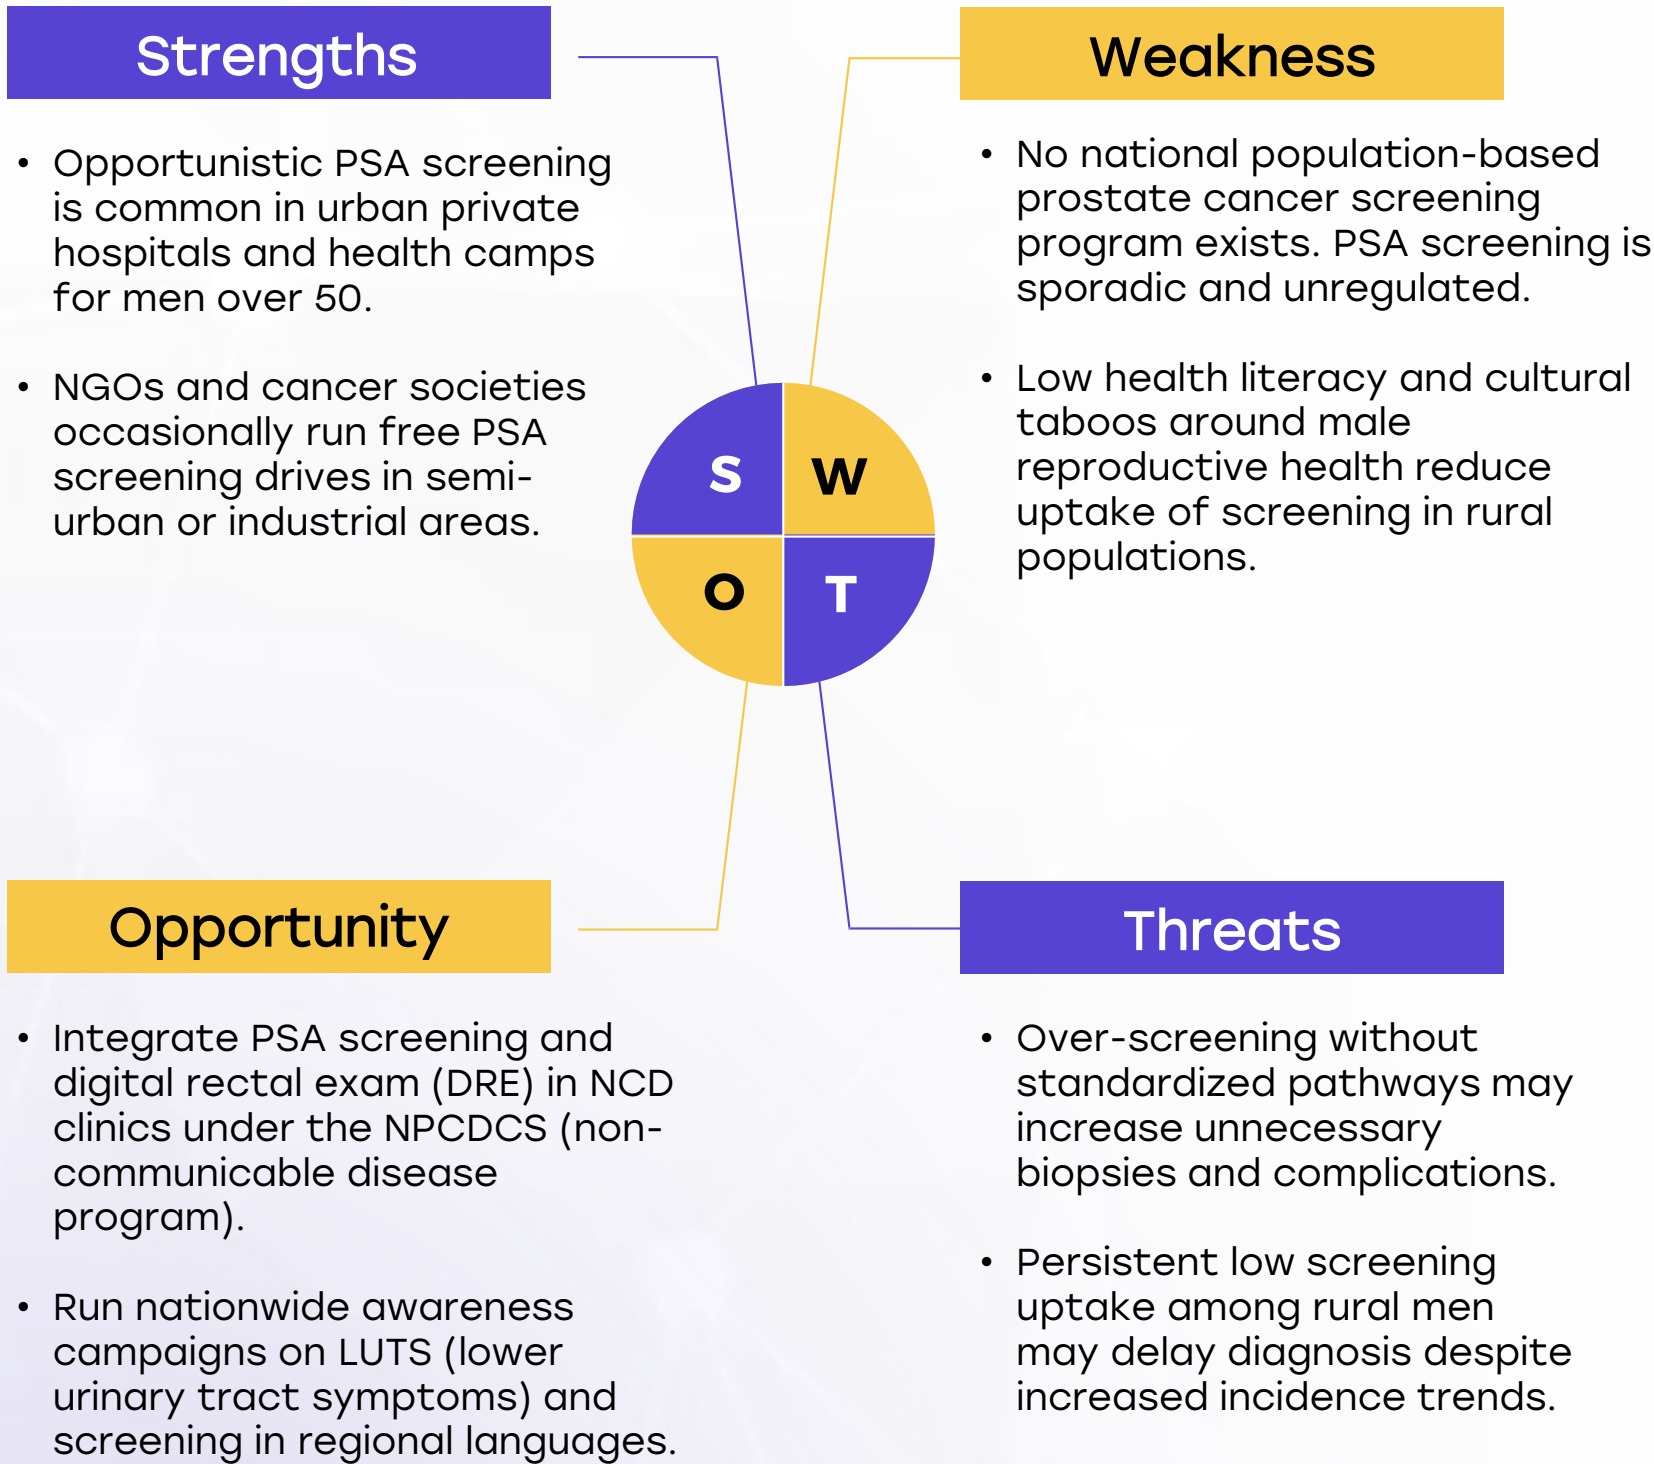 Strengths
• Opportunistic PSA screening
is common in urban private
hospitals and health camps
for men over 50.
• NGOs and cancer societies
occasionally run free PSA
screening drives in semi-
urban or industrial areas.
Weakness
• No national population-based
prostate cancer screening
program exists. PSA screening is
sporadic and unregulated.
• Low health literacy and cultural
taboos around male
reproductive health reduce
uptake of screening in rural
populations.
S
W
O
T
Opportunity
• Integrate PSA screening and
digital rectal exam (DRE) in NCD
clinics under the NPCDCS (non-
communicable disease
program).
• Run nationwide awareness
campaigns on LUTS (lower
urinary tract symptoms) and
screening in regional languages.
Threats
• Over-screening without
standardized pathways may
increase unnecessary
biopsies and complications.
• Persistent low screening
uptake among rural men
may delay diagnosis despite
increased incidence trends.